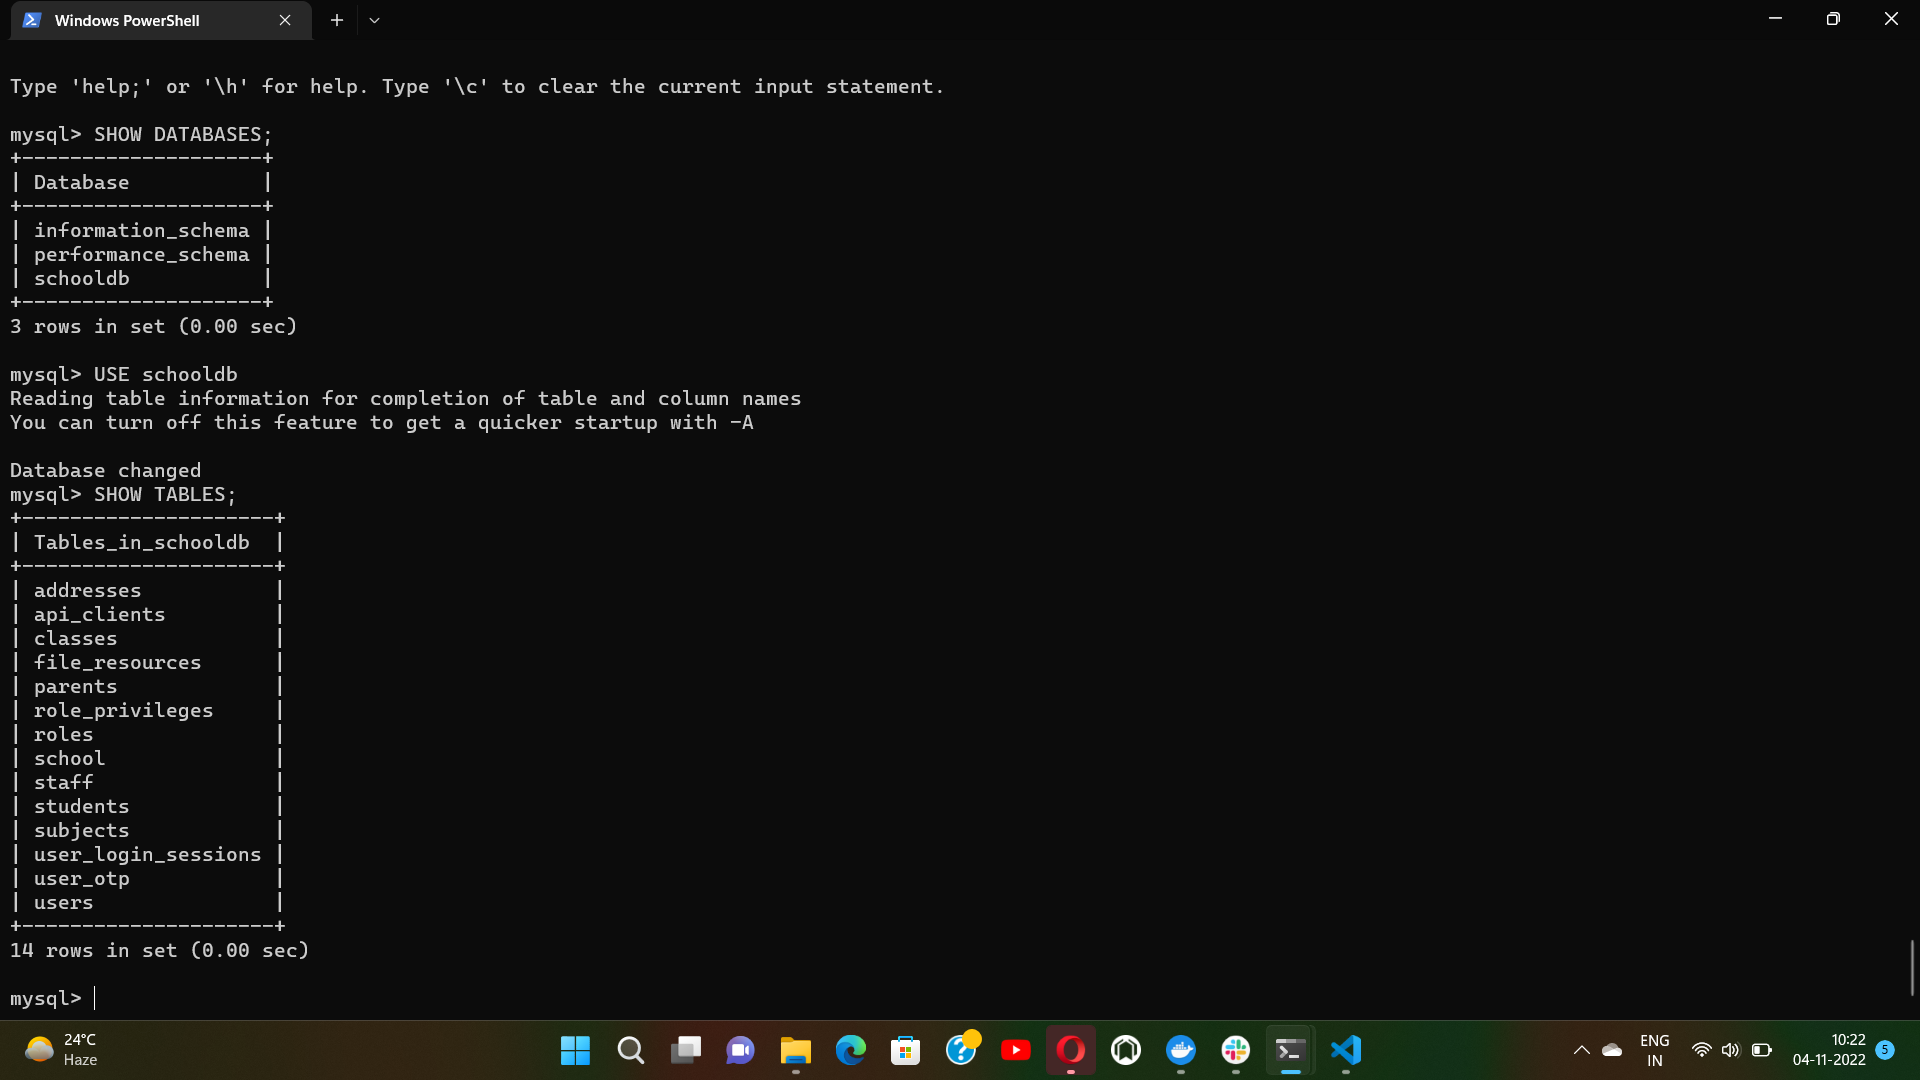 Windows PowerShell
Type 'help;' or '\h' for help. Type '\c' to clear the current input statement.
mysql> SHOW DATABASES;
+--------------------+
| Database           |
+--------------------+
| information_schema |
| performance_schema |
| schooldb           |
+--------------------+
3 rows in set (0.00 sec)
mysql> USE schooldb
Reading table information for completion of table and column names
You can turn off this feature to get a quicker startup with -A
Database changed
mysql> SHOW TABLES;
+---------------------+
| Tables_in_schooldb  |
+---------------------+
| addresses           |
| api_clients         |
| classes             |
| file_resources      |
| parents             |
| role_privileges     |
| roles               |
| school              |
| staff               |
| students            |
| subjects            |
| user_login_sessions |
| user_otp            |
| users               |
+---------------------+
14 rows in set (0.00 sec)
mysql>
24°C
Haze
ENG
IN
10:22
04-11-2022
5